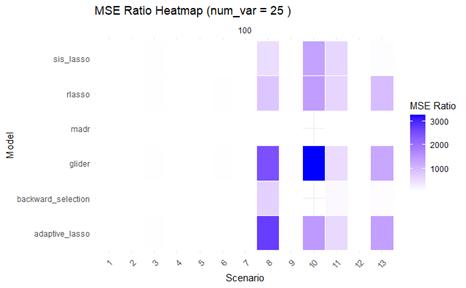 MSE Ratio Heatmap (num_var = 25 )
100
sis_lasso
rlasso
madr
glider
backward_selection
adaptive_lasso
Model
1 2 3 4 5 6 7 8 9 10 11 12 13
Scenario
MSE Ratio
3000
2000
1000